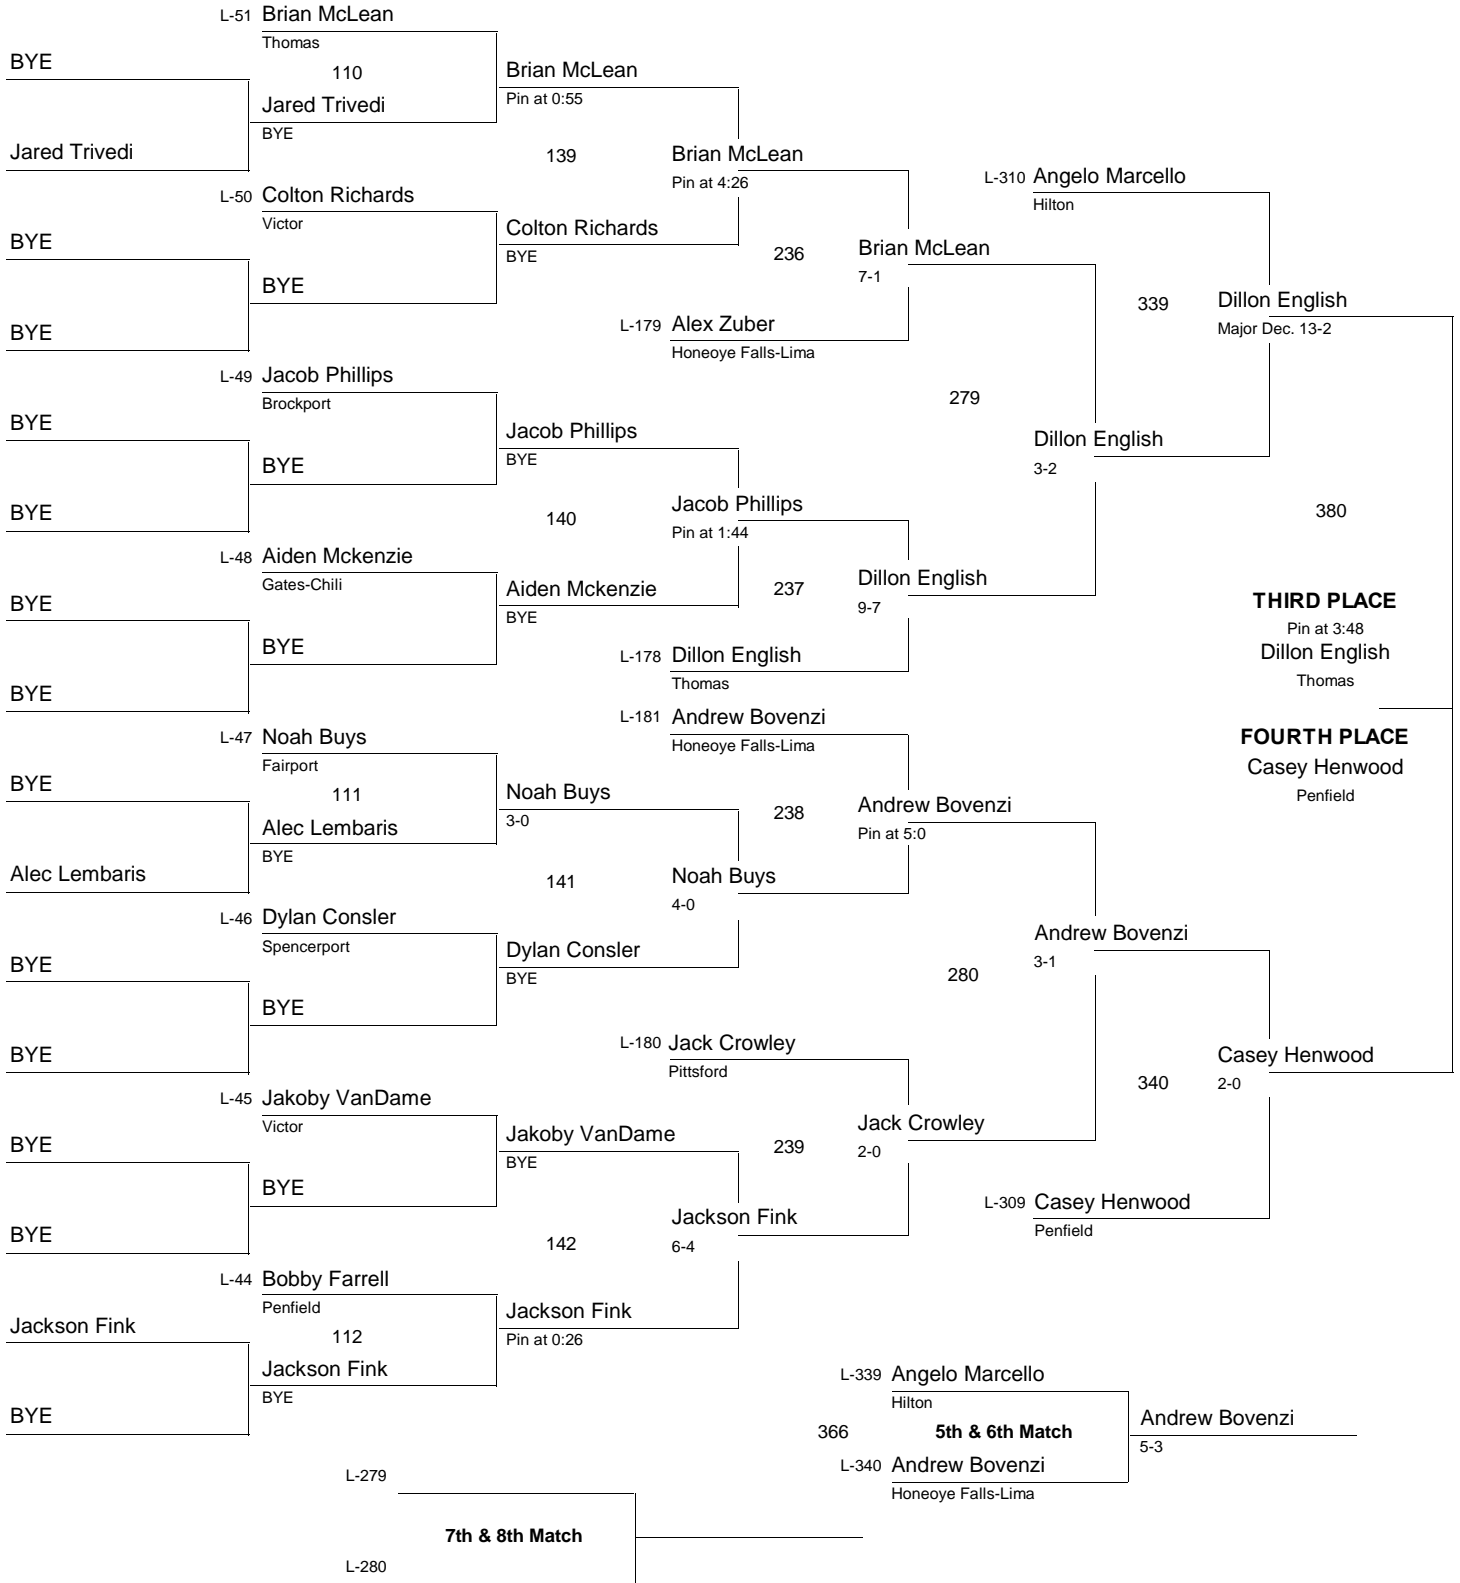 L-51 Brian McLean
Thomas
BYE
110
Brian McLean
Pin at 0:55
Jared Trivedi
BYE
Jared Trivedi
139
Brian McLean
Pin at 4:26
L-310 Angelo Marcello
Hilton
L-50 Colton Richards
Victor
Colton Richards
BYE
BYE
236
Brian McLean
7-1
BYE
339
Dillon English
Major Dec. 13-2
L-179 Alex Zuber
Honeoye Falls-Lima
BYE
L-49 Jacob Phillips
Brockport
279
BYE
Jacob Phillips
BYE
Dillon English
3-2
BYE
Jacob Phillips
Pin at 1:44
BYE
140
380
L-48 Aiden Mckenzie
Gates-Chili
Aiden Mckenzie
BYE
237
Dillon English
9-7
BYE
THIRD PLACE
Pin at 3:48
Dillon English
Thomas
BYE
L-178 Dillon English
Thomas
BYE
L-181 Andrew Bovenzi
Honeoye Falls-Lima
L-47 Noah Buys
Fairport
FOURTH PLACE
Casey Henwood
Penfield
BYE
111
Noah Buys
3-0
238
Andrew Bovenzi
Pin at 5:0
Alec Lembaris
BYE
Alec Lembaris
141
Noah Buys
4-0
L-46 Dylan Consler
Spencerport
Dylan Consler
BYE
Andrew Bovenzi
3-1
BYE
280
BYE
L-180 Jack Crowley
Pittsford
BYE
Casey Henwood
2-0
340
L-45 Jakoby VanDame
Victor
Jakoby VanDame
BYE
239
Jack Crowley
2-0
BYE
BYE
L-309 Casey Henwood
Penfield
Jackson Fink
6-4
BYE
142
L-44 Bobby Farrell
Penfield
Jackson Fink
112
Jackson Fink
Pin at 0:26
Jackson Fink
BYE
BYE
L-339 Angelo Marcello
Hilton
366
5th & 6th Match
Andrew Bovenzi
5-3
L-340 Andrew Bovenzi
Honeoye Falls-Lima
L-279
7th & 8th Match
L-280